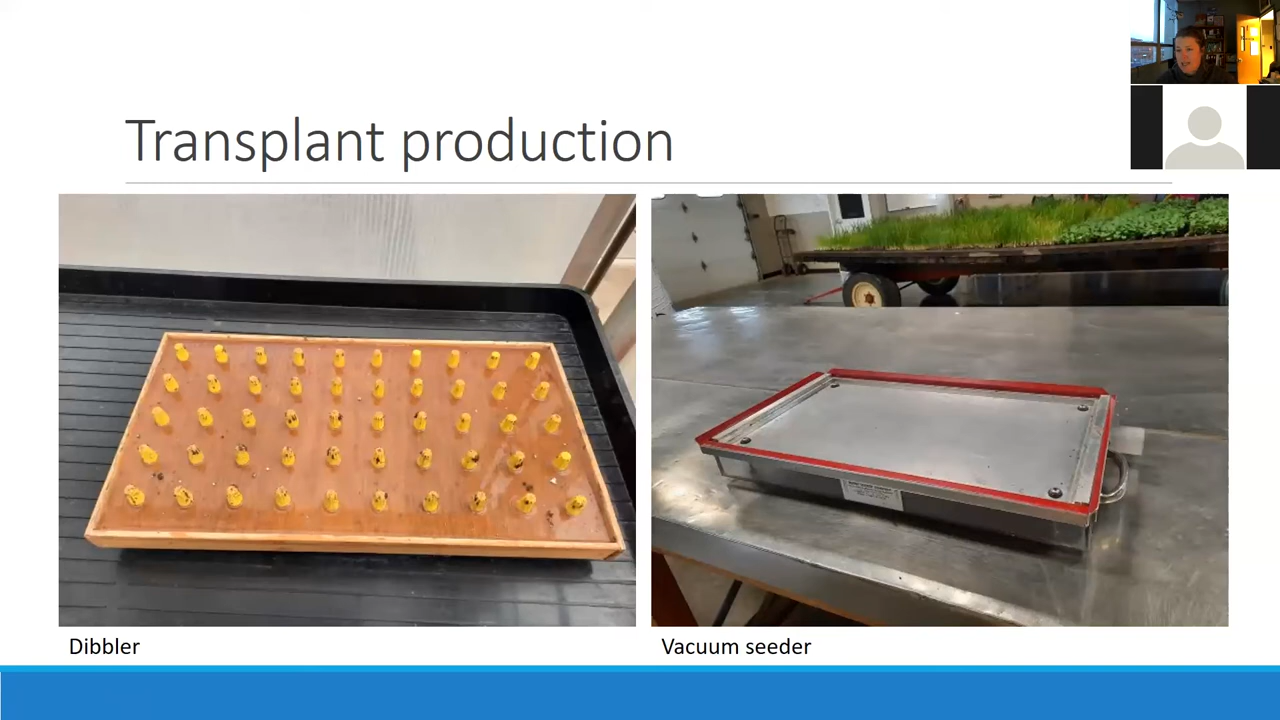 Transplant production
Dibbler
Vacuum seeder